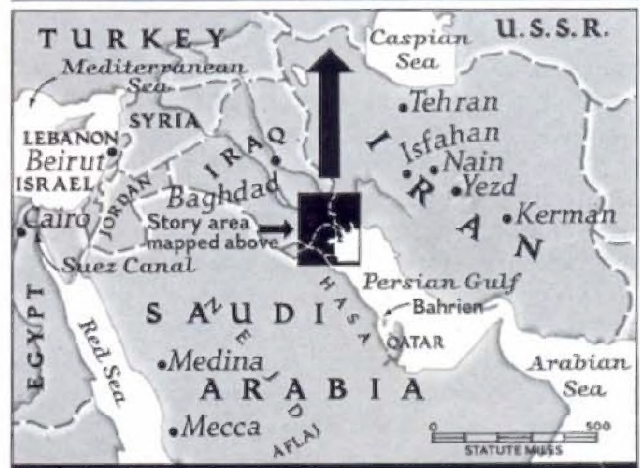 TURKEY
Mediterranean
Sea
Caspian
Sea
U.S.S.R.
Tehran
LEBANON
SYRIA
Beirut
ISRAEL
JORDAN
IRAQ
Baghdad
IRAN
Isfahan
Nain
Yezd
Kerman
Cairo
Story area
mapped above
Suez Canal
EGYPT
Red Sea
Persian Gulf
Bahrien
HASA
QATAR
SAUDI
ARABIA
NEJD
AFLAJ
Medina
Mecca
Arabian
Sea
0
500
STATUTE MILES